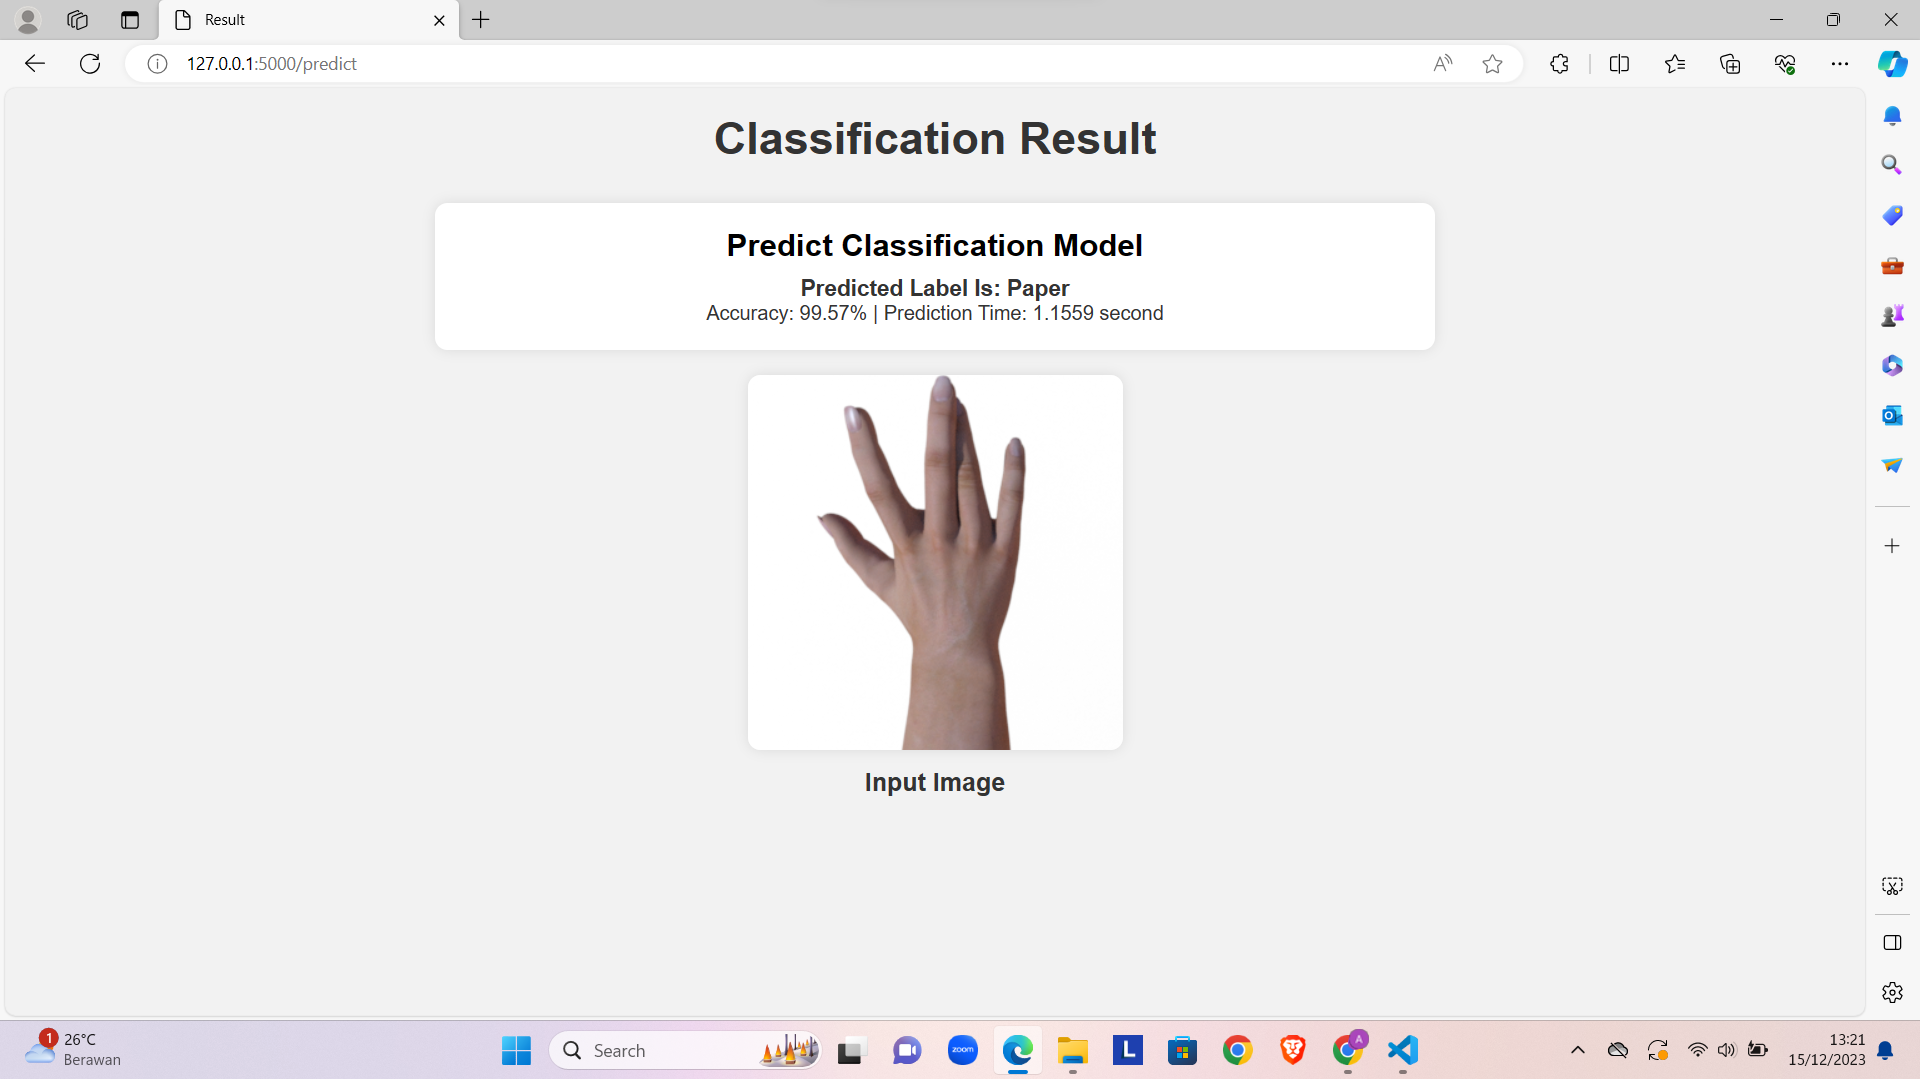 Result
127.0.0.1:5000/predict
Classification Result
Predict Classification Model
Predicted Label Is: Paper
Accuracy: 99.57% | Prediction Time: 1.1559 second
Input Image
1
26°C
Berawan
Search
zoom
L
A
13:21
15/12/2023